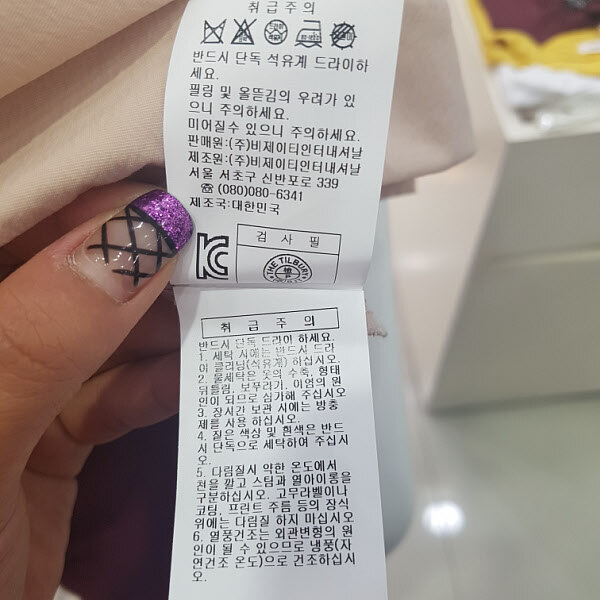 취급주의
반드시 단독 석유계 드라이하
세요.
필링 및 올뜯김의 우려가 있
으니 주의하세요.
미어질수 있으니 주의하세요.
판매원:(주)비제이티인터내셔날
제조원:(주)비제이티인터내셔날
서울 서초구 신반포로 339
☎ (080)080-6341
제조국:대한민국
검 사 필
THE TILBURY
취 급 주 의
반드시 단독 드라이 하세요.
1. 세탁 시에는 반드시 드라
이 클리닝(석유계) 하십시오.
2. 물세탁은 옷의 수축, 형태
뒤틀림, 보푸라기, 이염의 원
인이 되므로 삼가해 주십시오
3. 장시간 보관 시에는 방충
제를 사용 하십시오.
4. 짙은 색상 및 흰색은 반드
시 단독으로 세탁하여 주십시
오.
5. 다림질시 약한 온도에서
천을 깔고 스팀과 열아이롱을
구분하십시오. 고무라벨이나
코팅, 프린트 주름 등의 장식
위에는 다림질 하지 마십시오
6. 열풍건조는 외관변형의 원
인이 될 수 있으므로 냉풍(자
연건조 온도)으로 건조하십시
오.